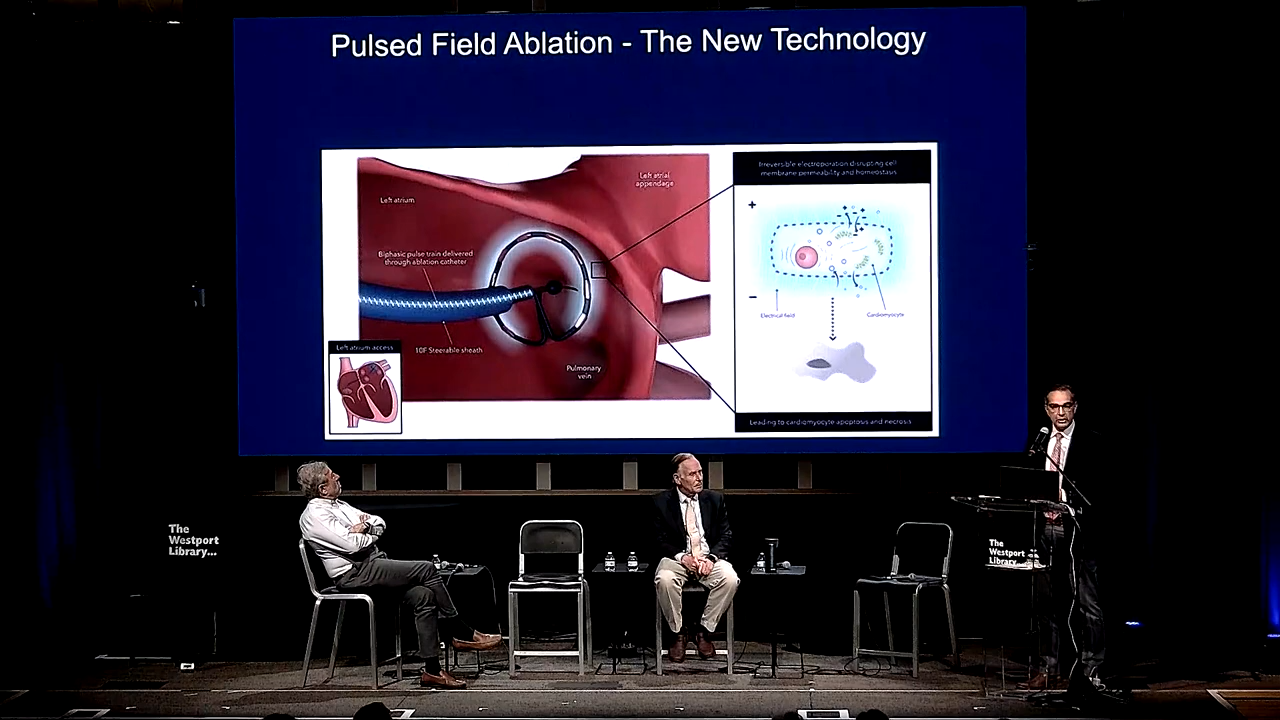 Pulsed Field Ablation - The New Technology
Left atrium
Left atrial
appendage
Biphasic pulse train delivered
through ablation catheter
10F Steerable sheath
Pulmonary
vein
Left atrium access
Irreversible electroporation disrupting cell
membrane permeability and homeostasis
+
−
Electrical field
Cardiomyocyte
Leading to cardiomyocyte apoptosis and necrosis
The
Westport
Library...
The
Westport
Library...